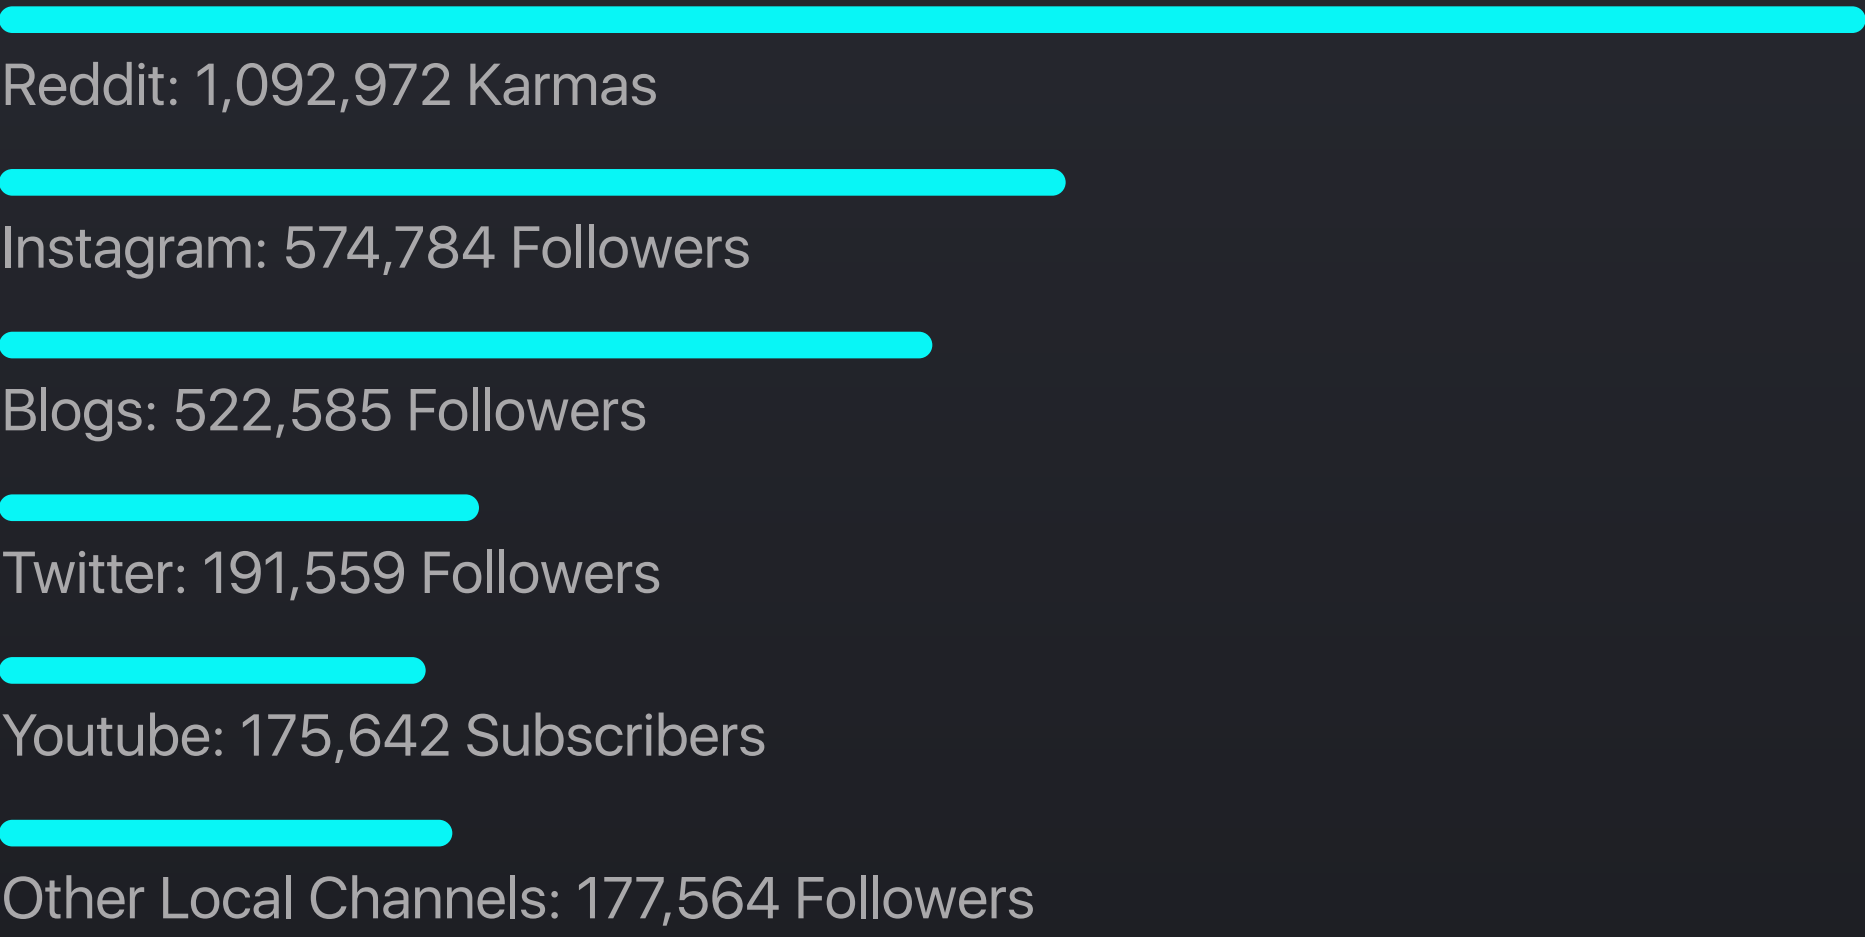 Reddit: 1,092,972 Karmas
Instagram: 574,784 Followers
Blogs: 522,585 Followers
Twitter: 191,559 Followers
Youtube: 175,642 Subscribers
Other Local Channels: 177,564 Followers